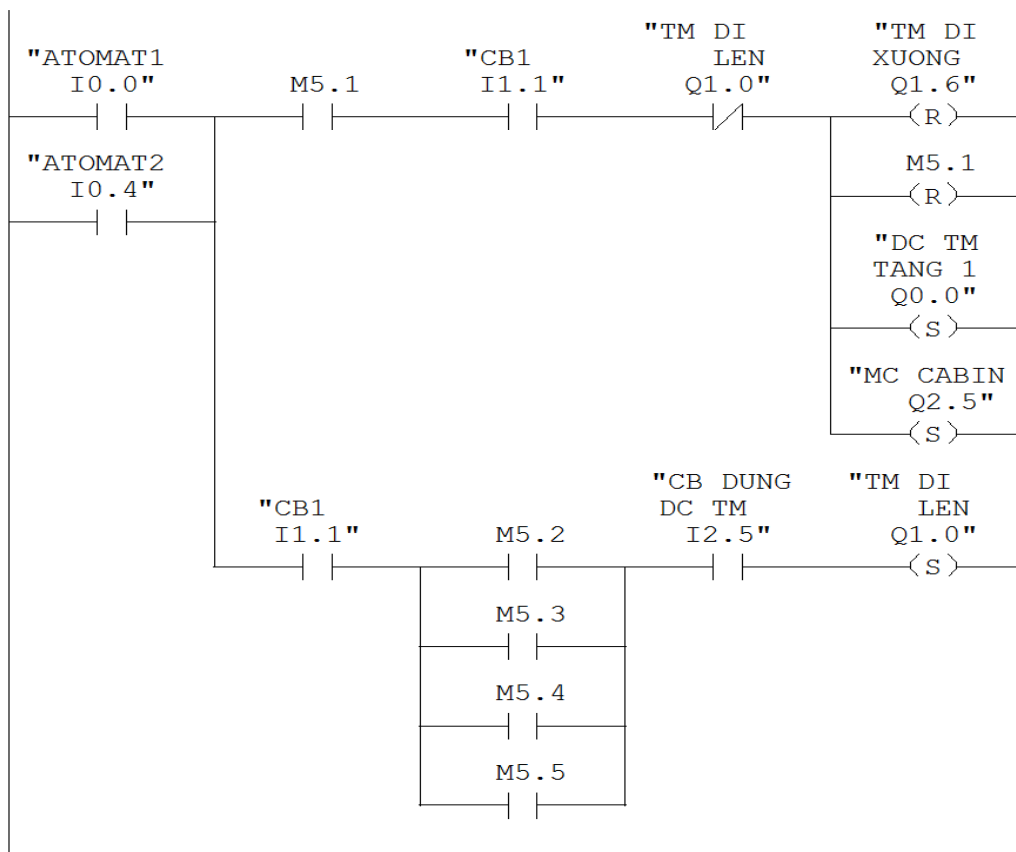 "ATOMAT1
I0.0"
M5.1
"CB1
I1.1"
"TM DI
LEN
Q1.0"
"TM DI
XUONG
Q1.6"
R
"ATOMAT2
I0.4"
M5.1
R
"DC TM
TANG 1
Q0.0"
S
"MC CABIN
Q2.5"
S
"CB1
I1.1"
M5.2
"CB DUNG
DC TM
I2.5"
"TM DI
LEN
Q1.0"
S
M5.3
M5.4
M5.5